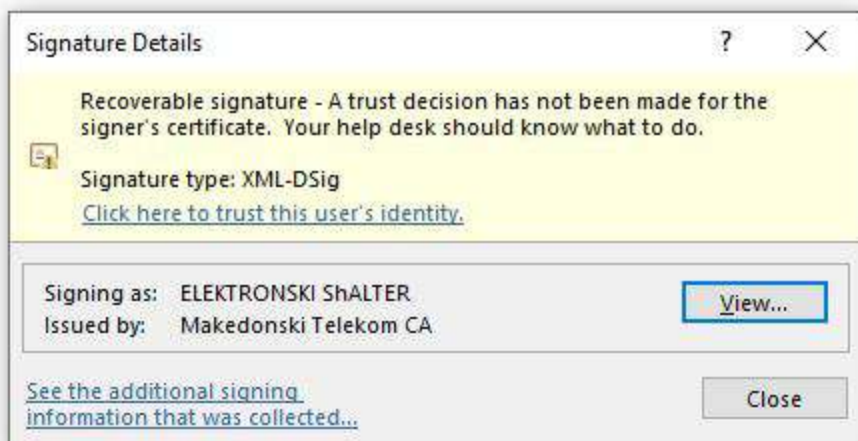 Signature Details
Recoverable signature - A trust decision has not been made for the
signer's certificate.  Your help desk should know what to do.
Signature type: XML-DSig
Click here to trust this user's identity.
Signing as: ELEKTRONSKI ShALTER
View...
Issued by: Makedonski Telekom CA
See the additional signing
information that was collected...
Close